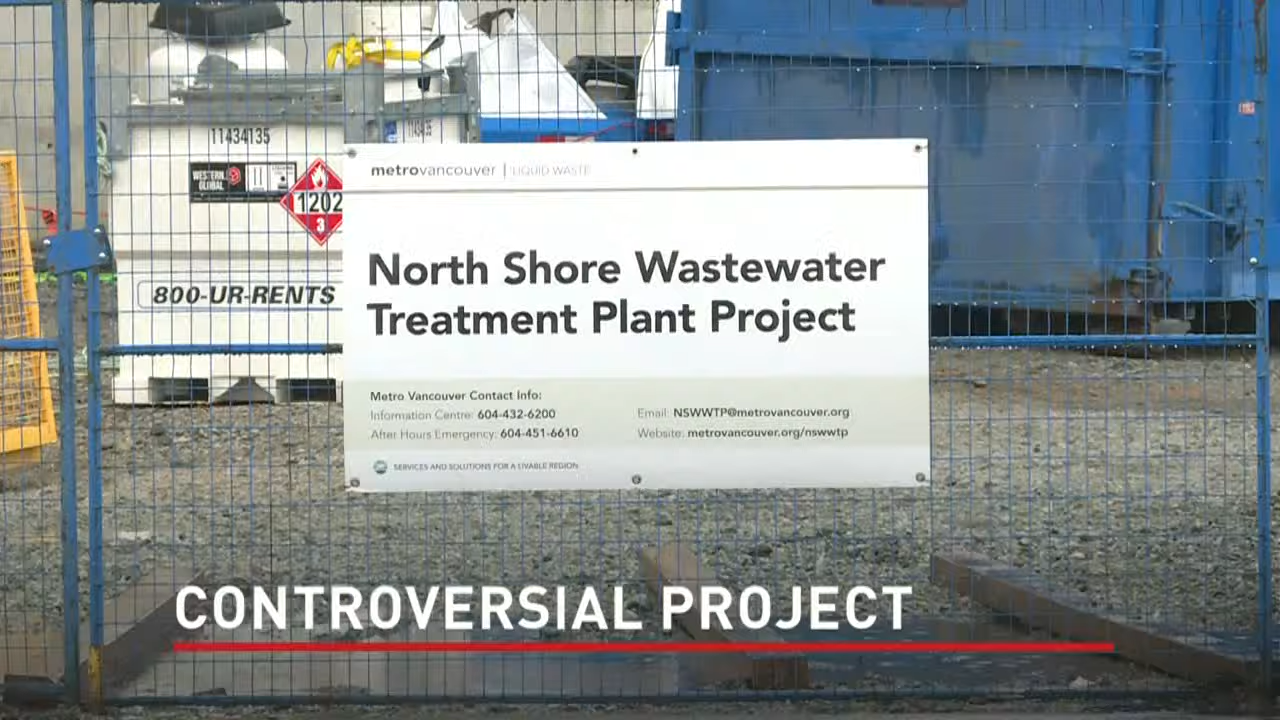 11434135
WESTERN
GLOBAL
1202
3
800-UR-RENTS
metrovancouver | LIQUID WASTE
North Shore Wastewater
Treatment Plant Project
Metro Vancouver Contact Info:
Information Centre: 604-432-6200
After Hours Emergency: 604-451-6610
Email: NSWWTP@metrovancouver.org
Website: metrovancouver.org/nswwtp
SERVICES AND SOLUTIONS FOR A LIVABLE REGION
CONTROVERSIAL PROJECT